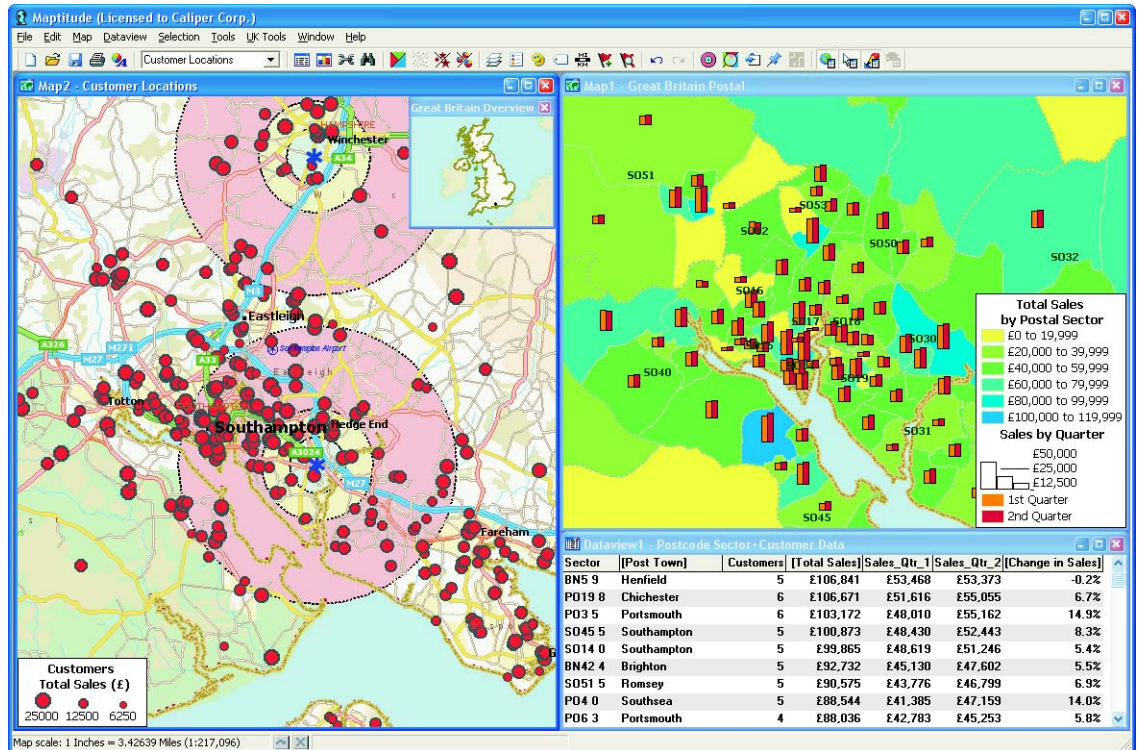 Maptitude (Licensed to Caliper Corp.)
File Edit Map Dataview Selection Tools UK Tools Window Help
Customer Locations
Map2 - Customer Locations
Great Britain Overview
HAMPSHIRE
Winchester
A34
M3
Eastleigh
A326
M271
M27
A33
Southampton Airport
Eastleigh
Totton
Southampton
Hedge End
A3024
M27
Fareham
Customers
Total Sales (£)
25000 12500 6250
Map1 - Great Britain Postal
SO51
SO53
SO52
SO50
SO32
SO16
SO17
SO18
SO30
SO15
SO14
SO19
SO40
SO31
SO45
Total Sales
by Postal Sector
£0 to 19,999
£20,000 to 39,999
£40,000 to 59,999
£60,000 to 79,999
£80,000 to 99,999
£100,000 to 119,999
Sales by Quarter
£50,000
£25,000
£12,500
1st Quarter
2nd Quarter
Dataview1 - Postcode Sector+Customer Data
Sector [Post Town] Customers [Total Sales] Sales_Qtr_1 Sales_Qtr_2 [Change in Sales]
BN5 9 Henfield 5 £106,841 £53,468 £53,373 -0.2%
PO19 8 Chichester 6 £106,671 £51,616 £55,055 6.7%
PO3 5 Portsmouth 6 £103,172 £48,010 £55,162 14.9%
SO45 5 Southampton 5 £100,873 £48,430 £52,443 8.3%
SO14 0 Southampton 5 £99,865 £48,619 £51,246 5.4%
BN42 4 Brighton 5 £92,732 £45,130 £47,602 5.5%
SO51 5 Romsey 5 £90,575 £43,776 £46,799 6.9%
PO4 0 Southsea 5 £88,544 £41,385 £47,159 14.0%
PO6 3 Portsmouth 4 £88,036 £42,783 £45,253 5.8%
Map scale: 1 Inches = 3.42639 Miles (1:217,096)